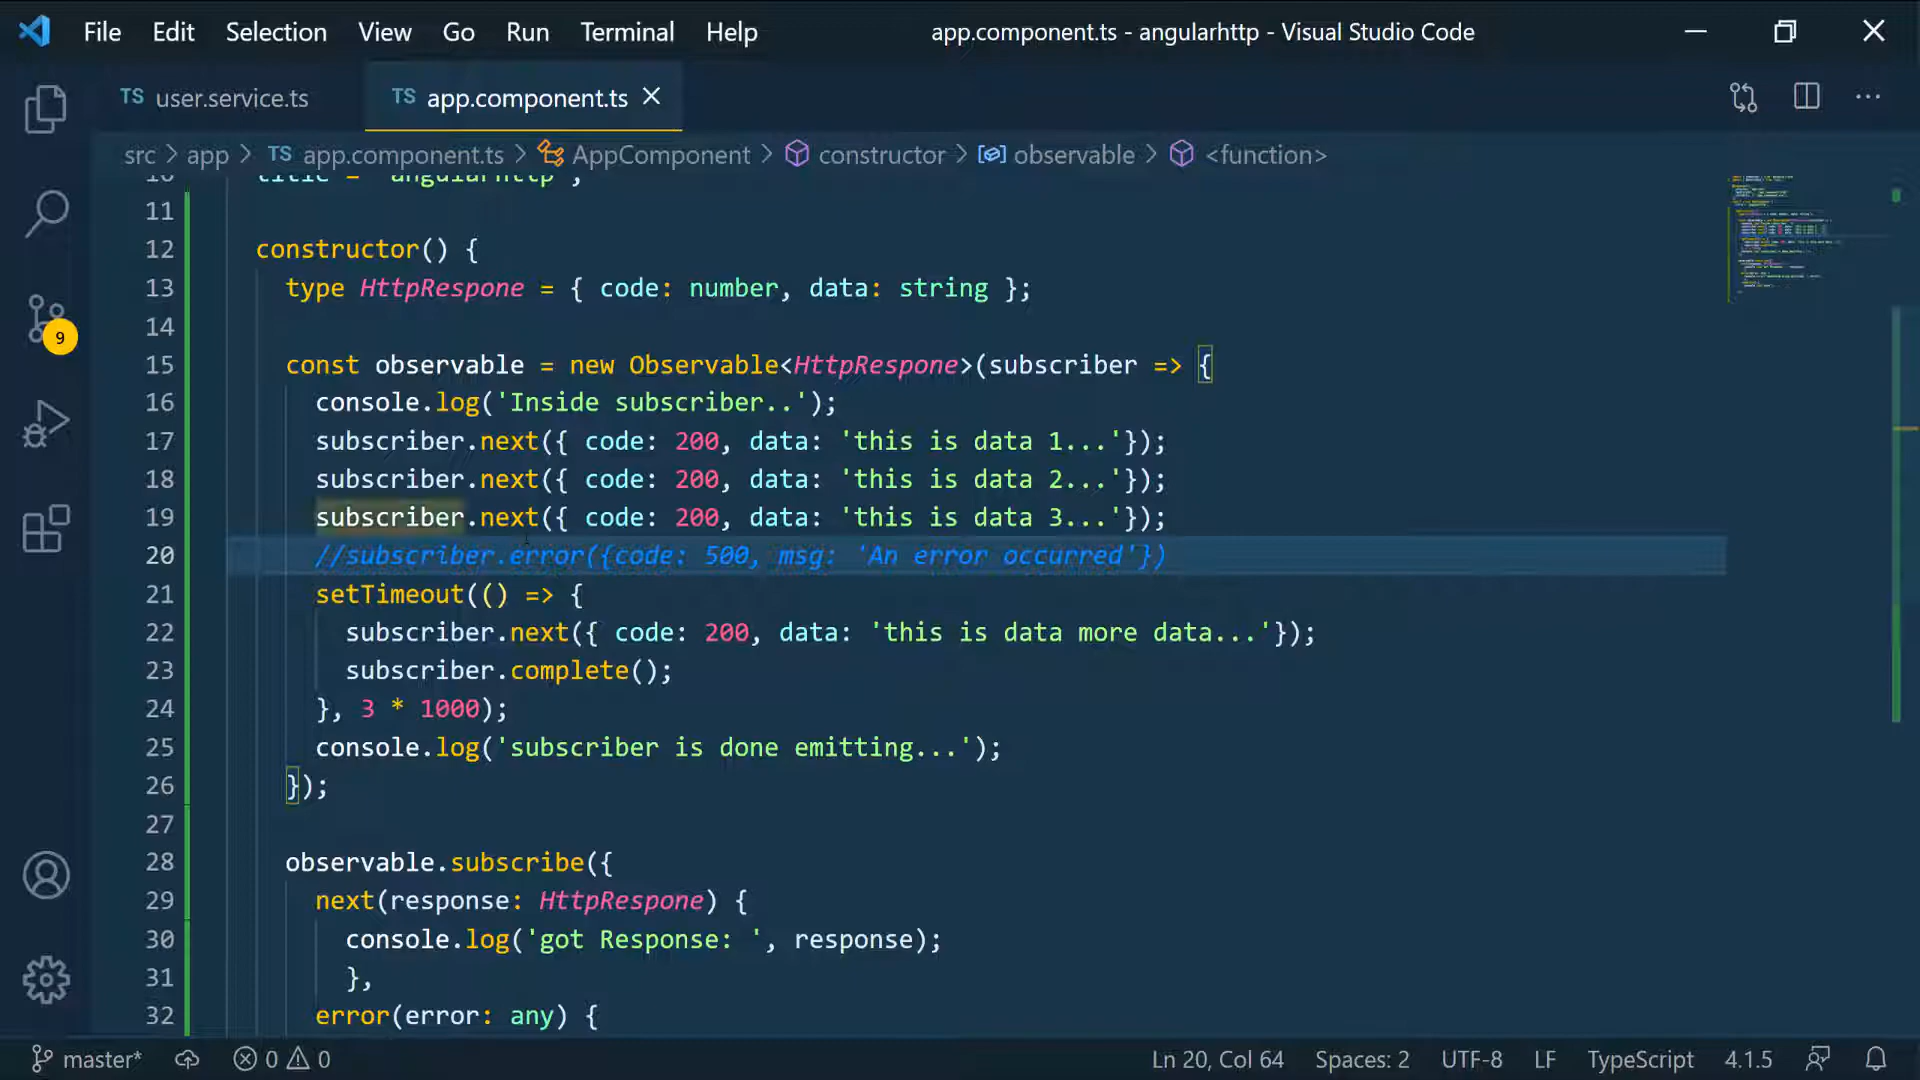 File Edit Selection View Go Run Terminal Help app.component.ts - angularhttp - Visual Studio Code
TS user.service.ts TS app.component.ts
src > app > TS app.component.ts > AppComponent > constructor > observable > <function>
10 title = 'angularhttp';
11
12 constructor() {
13 type HttpRespone = { code: number, data: string };
14
15 const observable = new Observable<HttpRespone>(subscriber => {
16 console.log('Inside subscriber..');
17 subscriber.next({ code: 200, data: 'this is data 1...'});
18 subscriber.next({ code: 200, data: 'this is data 2...'});
19 subscriber.next({ code: 200, data: 'this is data 3...'});
20 //subscriber.error({code: 500, msg: 'An error occurred'})
21 setTimeout(() => {
22 subscriber.next({ code: 200, data: 'this is data more data...'});
23 subscriber.complete();
24 }, 3 * 1000);
25 console.log('subscriber is done emitting...');
26 });
27
28 observable.subscribe({
29 next(response: HttpRespone) {
30 console.log('got Response: ', response);
31 },
32 error(error: any) {
9
master* 0 0 Ln 20, Col 64 Spaces: 2 UTF-8 LF TypeScript 4.1.5